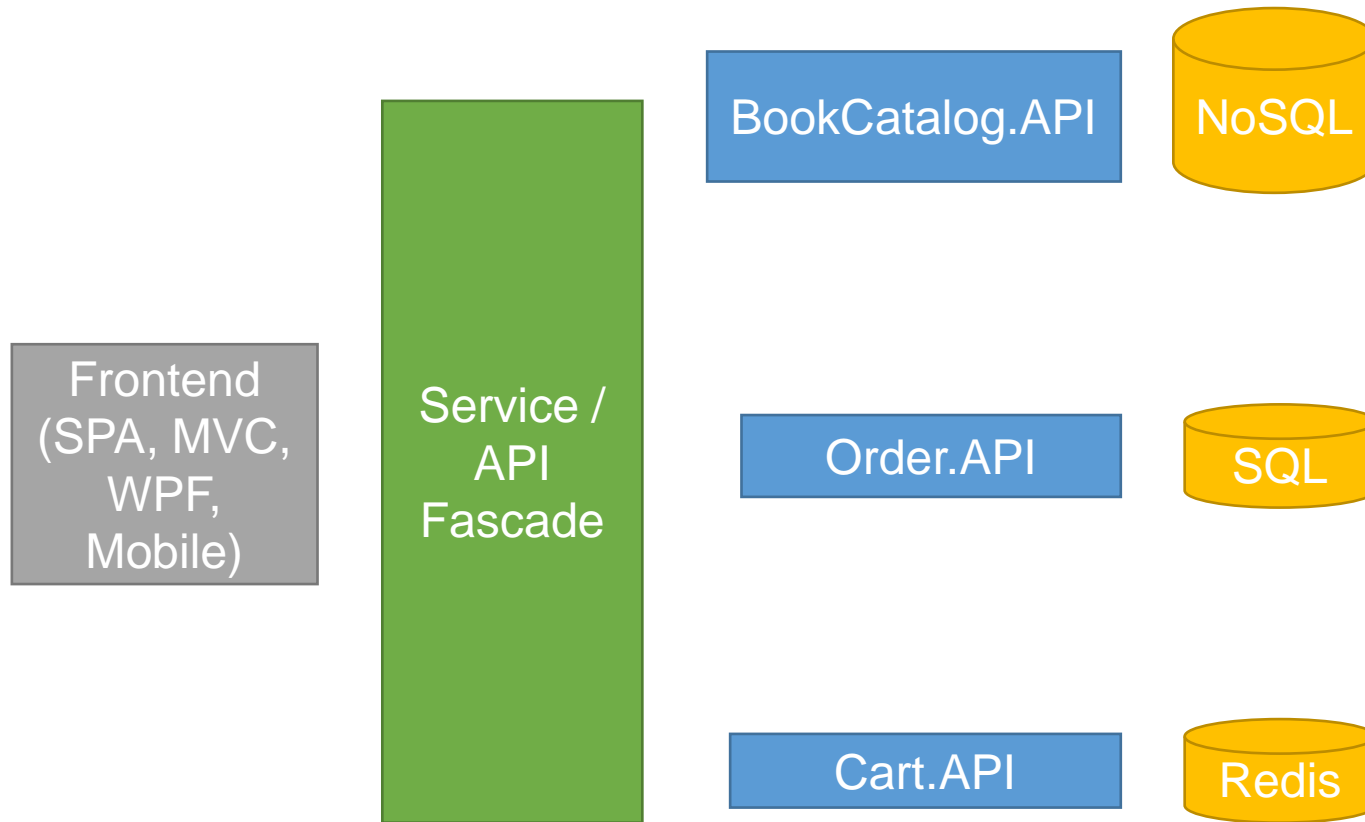 BookCatalog.API
NoSQL
Frontend
(SPA, MVC,
WPF,
Mobile)
Service /
API
Fascade
Order.API
SQL
Cart.API
Redis